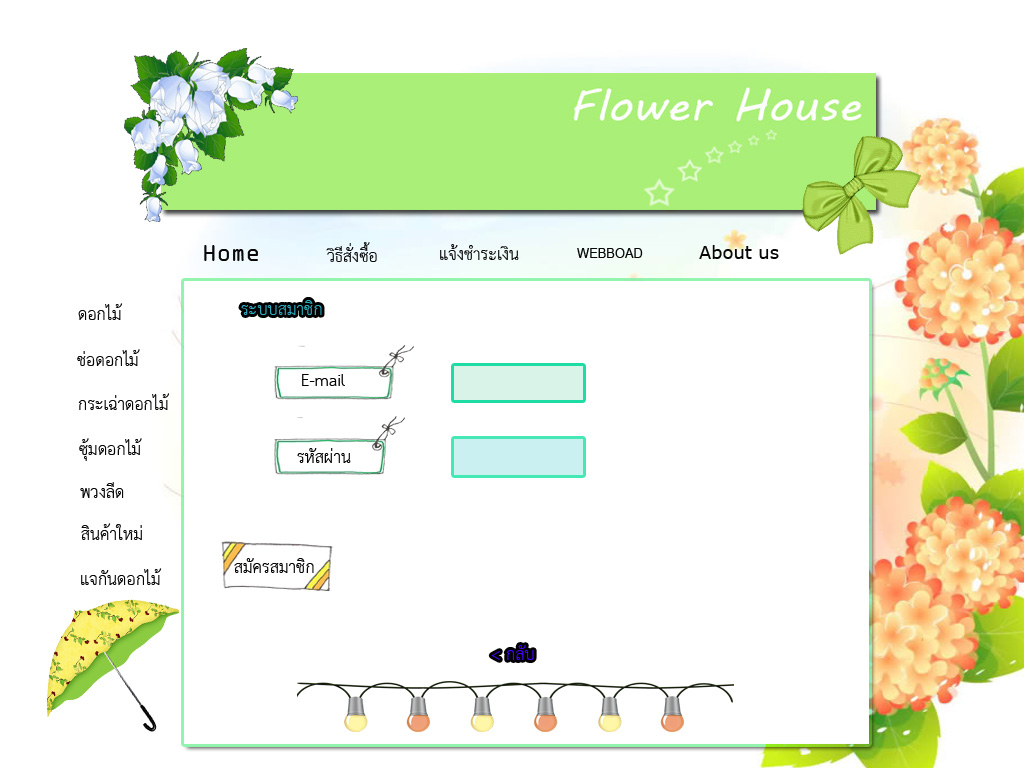 Flower House
Home
วิธีสั่งซื้อ
แจ้งชำระเงิน
WEBBOAD
About us
ดอกไม้
ช่อดอกไม้
กระเฉ่าดอกไม้
ซุ้มดอกไม้
พวงลีด
สินค้าใหม่
แจกันดอกไม้
ระบบสมาชิก
E-mail
รหัสผ่าน
สมัครสมาชิก
< กลับ